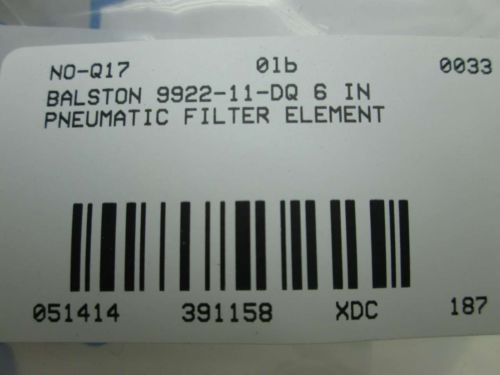 NO-Q17 01b 0033
BALSTON 9922-11-DQ 6 IN
PNEUMATIC FILTER ELEMENT
051414 391158 XDC 187